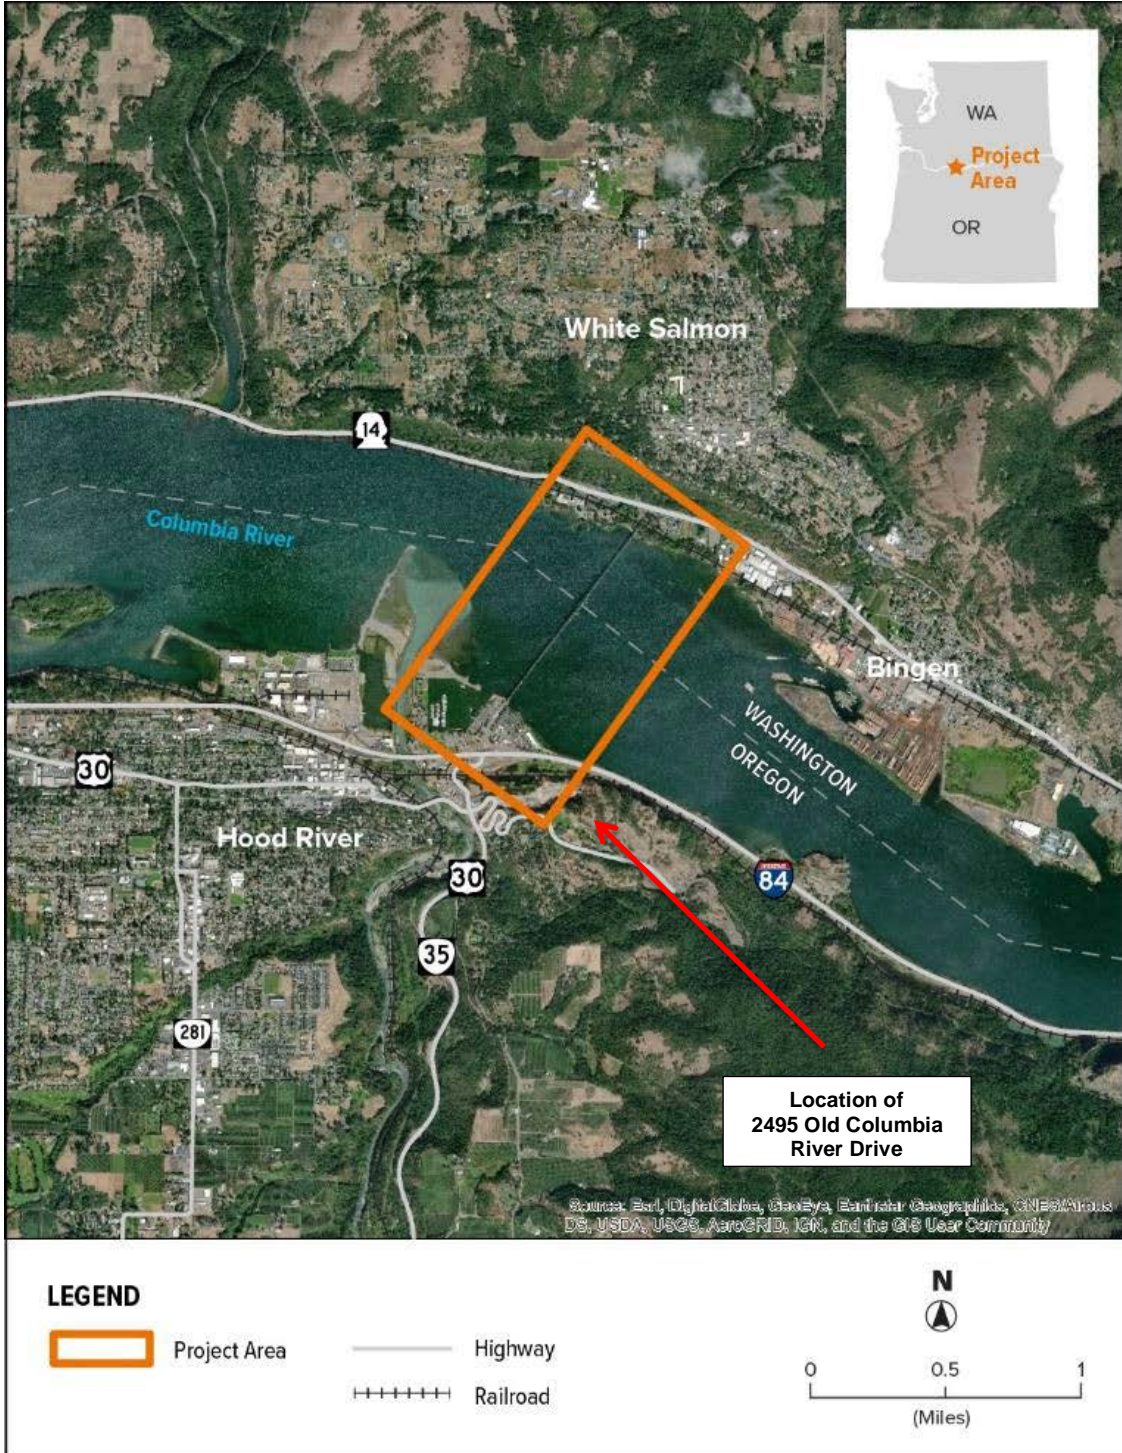 WA
Project
Area
OR
White Salmon
14
Columbia River
Bingen
WASHINGTON
OREGON
30
Hood River
30
84
35
281
Location of
2495 Old Columbia
River Drive
Source: Esri, DigitalGlobe, GeoEye, Earthstar Geographics, CNES/Airbus
DS, USDA, USGS, AeroGRID, IGN, and the GIS User Community
LEGEND
Project Area
Highway
Railroad
N
0 0.5 1
(Miles)